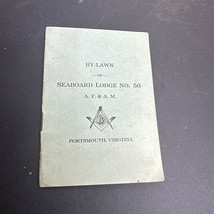 BY-LAWS
OF
SEABOARD LODGE NO. 56
A. F. & A. M.
PORTSMOUTH, VIRGINIA